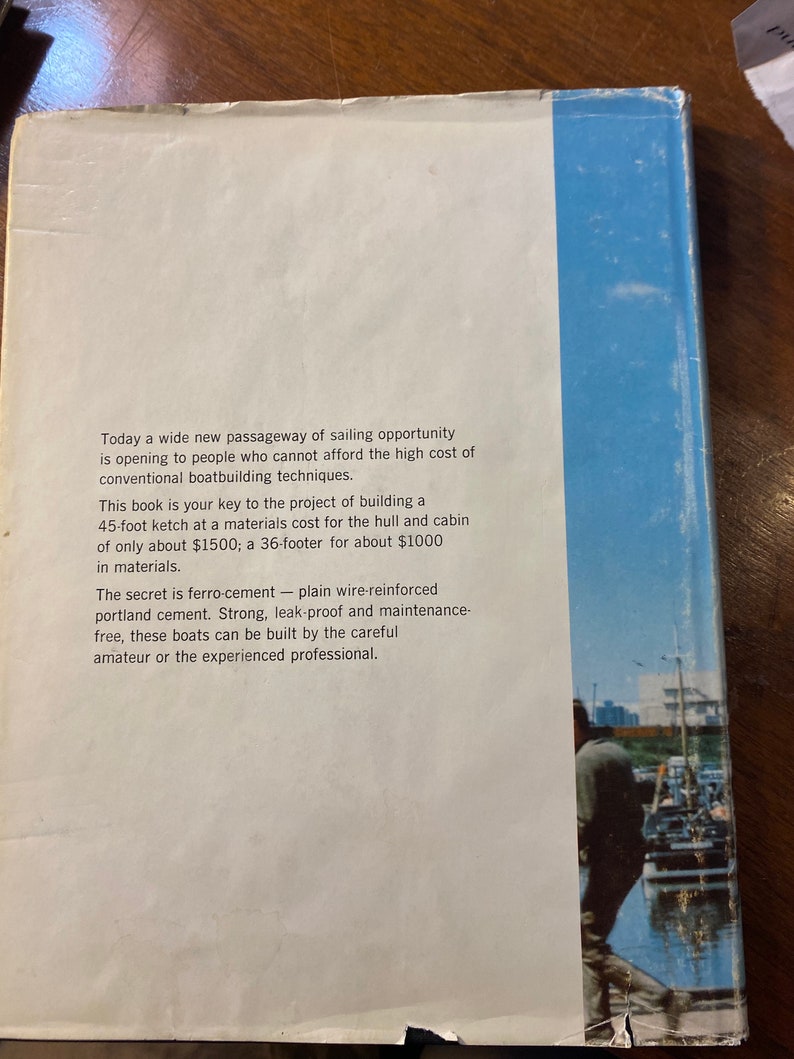 Today a wide new passageway of sailing opportunity
is opening to people who cannot afford the high cost of
conventional boatbuilding techniques.
This book is your key to the project of building a
45-foot ketch at a materials cost for the hull and cabin
of only about $1500; a 36-footer for about $1000
in materials.
The secret is ferro-cement — plain wire-reinforced
portland cement. Strong, leak-proof and maintenance-
free, these boats can be built by the careful
amateur or the experienced professional.